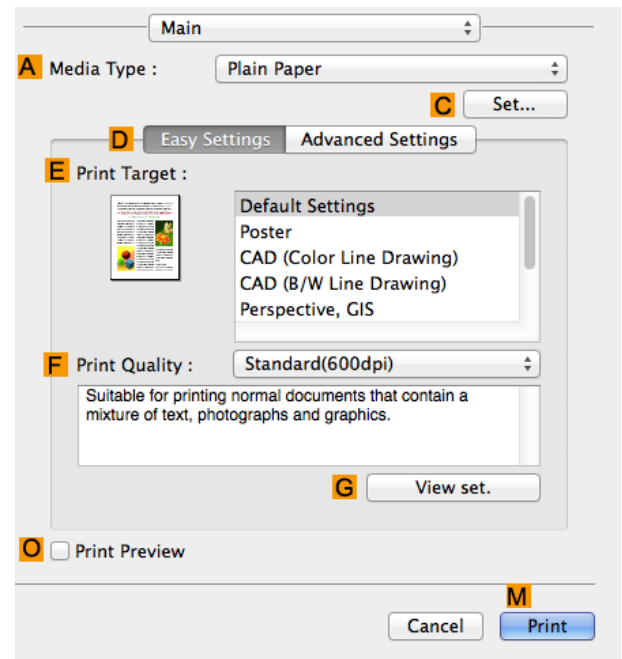 Main
A Media Type : Plain Paper
C Set...
D Easy Settings Advanced Settings
E Print Target :
Default Settings
Poster
CAD (Color Line Drawing)
CAD (B/W Line Drawing)
Perspective, GIS
F Print Quality : Standard(600dpi)
Suitable for printing normal documents that contain a
mixture of text, photographs and graphics.
G View set.
O Print Preview
M
Cancel Print